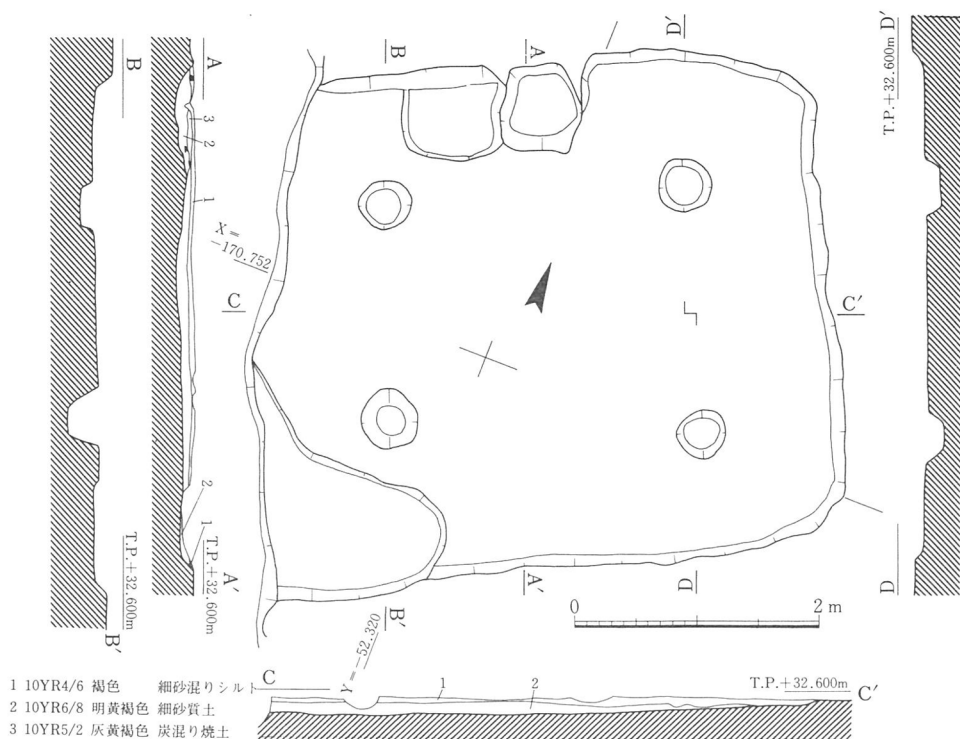 B
A
3
2
1
2
1
T.P.+32.600m
T.P.+32.600m
B′
A′
B
A
D′
X=
-170.752
C
C′
B′
A′
D
Y=-52.320
0 2 m
D′
T.P.+32.600m
D
1 10YR4/6 褐色 細砂混りシルト
2 10YR6/8 明黄褐色 細砂質土
3 10YR5/2 灰黄褐色 炭混り焼土
C
1
2
T.P.+32.600m
C′